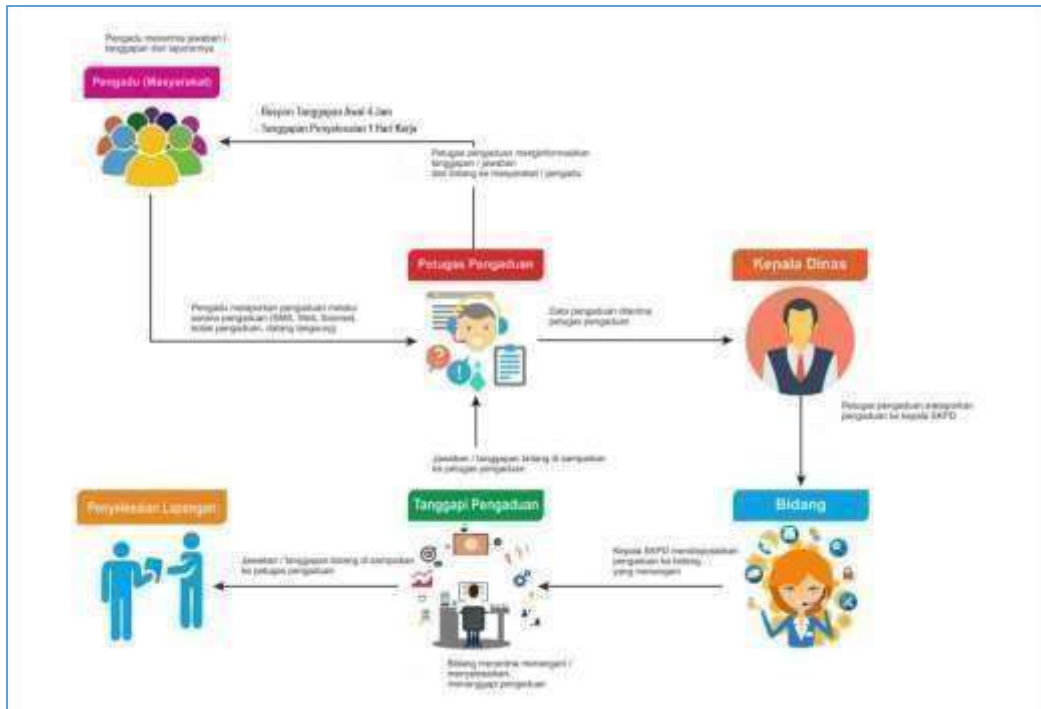 Pengadu menerima jawaban /
tanggapan dari laporannya
Pengadu (Masyarakat)
- Respon Tanggapan Awal 4 Jam
- Tanggapan Penyelesaian 1 Hari Kerja
Petugas pengaduan menginformasikan
tanggapan / jawaban
dari bidang ke masyarakat / pengadu
Petugas Pengaduan
Kepala Dinas
Pengadu melaporkan pengaduan melalui
sarana pengaduan (SMS, Web, Sosmed,
kotak pengaduan, datang langsung)
Data pengaduan diterima
petugas pengaduan
Petugas pengaduan melaporkan
pengaduan ke kepala SKPD
Jawaban / tanggapan bidang di sampaikan
ke petugas pengaduan
Penyelesaian Lapangan
Tanggapi Pengaduan
Bidang
Jawaban / tanggapan bidang di sampaikan
ke petugas pengaduan
Kepala SKPD mendisposisikan
pengaduan ke bidang
yang menangani
Bidang menerima menangani /
menyelesaikan,
menanggapi pengaduan